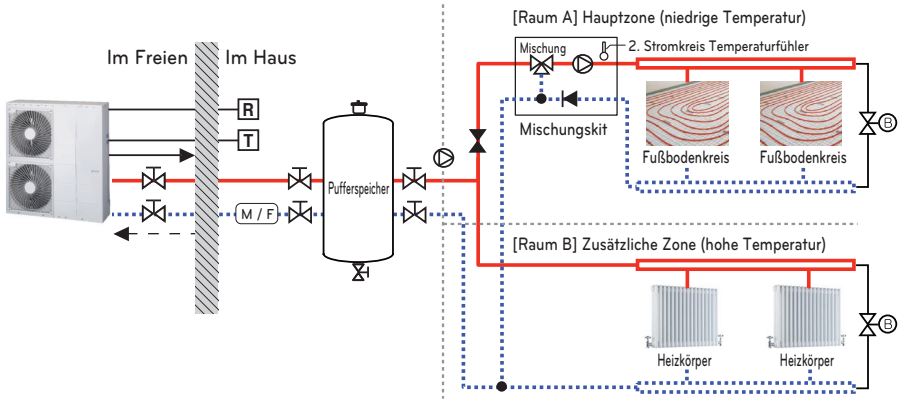 [Raum A] Hauptzone (niedrige Temperatur)
Im Freien
Im Haus
Mischung
2. Stromkreis Temperaturfühler
R
T
Mischungskit
Fußbodenkreis
Fußbodenkreis
B
Pufferspeicher
M / F
[Raum B] Zusätzliche Zone (hohe Temperatur)
B
Heizkörper
Heizkörper